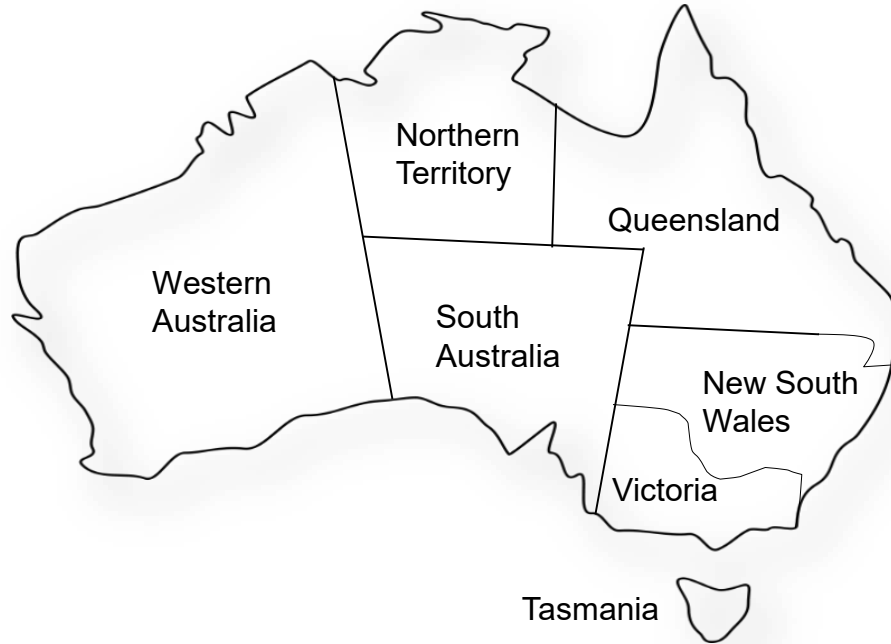 Northern
Territory
Queensland
Western
Australia
South
Australia
New South
Wales
Victoria
Tasmania